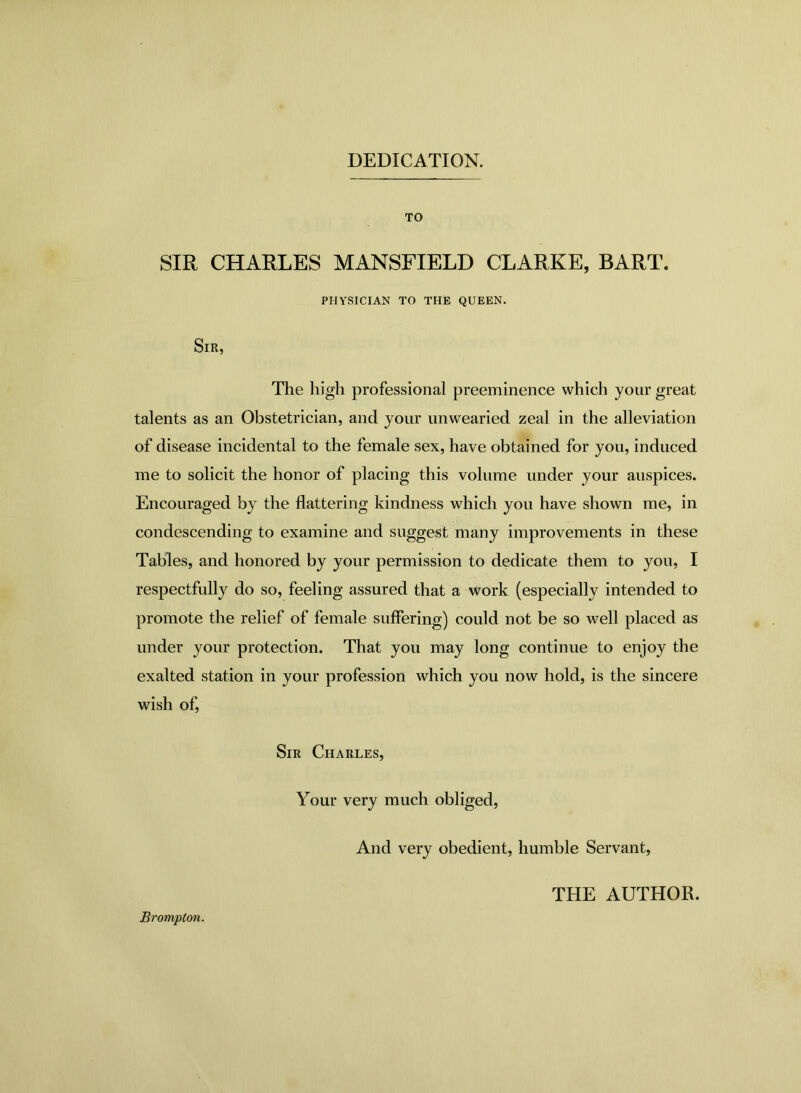 DEDICATION.
TO
SIR CHARLES MANSFIELD CLARKE, BART.
PHYSICIAN TO THE QUEEN.
SIR,
The high professional preeminence which your great
talents as an Obstetrician, and your unwearied zeal in the alleviation
of disease incidental to the female sex, have obtained for you, induced
me to solicit the honor of placing this volume under your auspices.
Encouraged by the flattering kindness which you have shown me, in
condescending to examine and suggest many improvements in these
Tables, and honored by your permission to dedicate them to you, I
respectfully do so, feeling assured that a work (especially intended to
promote the relief of female suffering) could not be so well placed as
under your protection. That you may long continue to enjoy the
exalted station in your profession which you now hold, is the sincere
wish of,
SIR CHARLES,
Your very much obliged,
And very obedient, humble Servant,
THE AUTHOR.
Brompton.